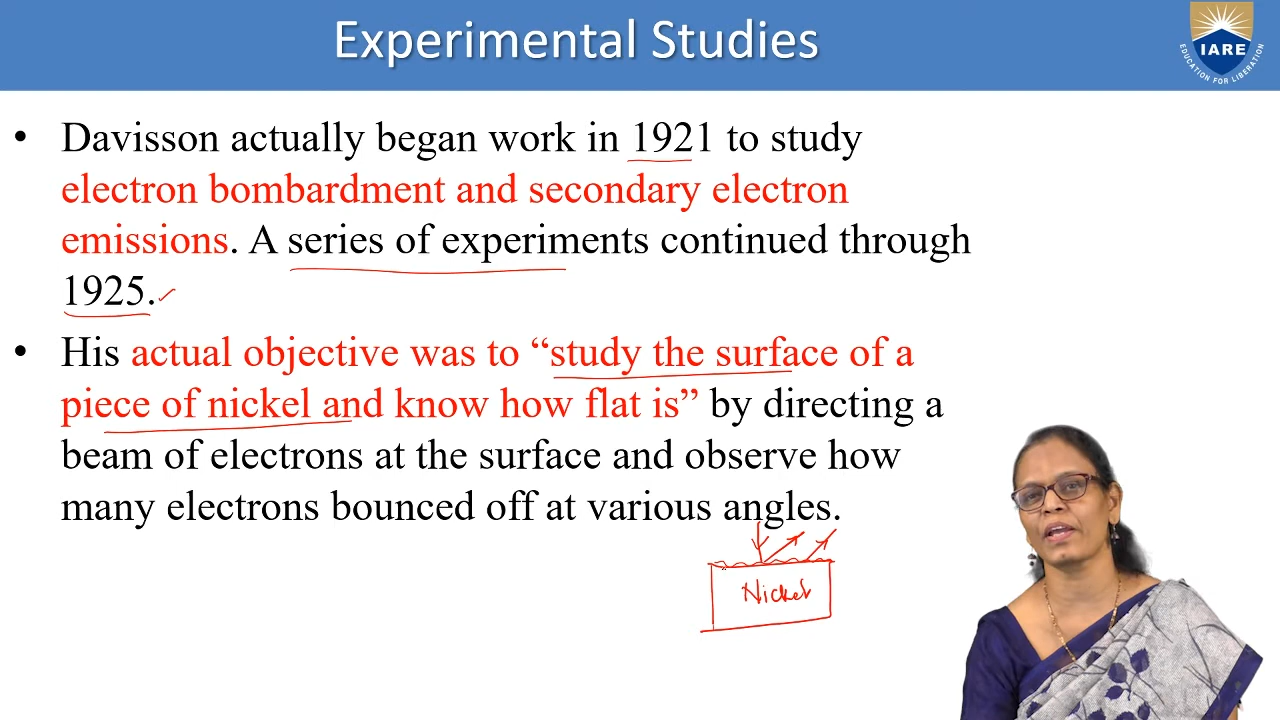 Experimental Studies
IARE
EDUCATION FOR LIBERATION
• Davisson actually began work in 1921 to study
electron bombardment and secondary electron
emissions. A series of experiments continued through
1925.
• His actual objective was to “study the surface of a
piece of nickel and know how flat is” by directing a
beam of electrons at the surface and observe how
many electrons bounced off at various angles.
Nickel